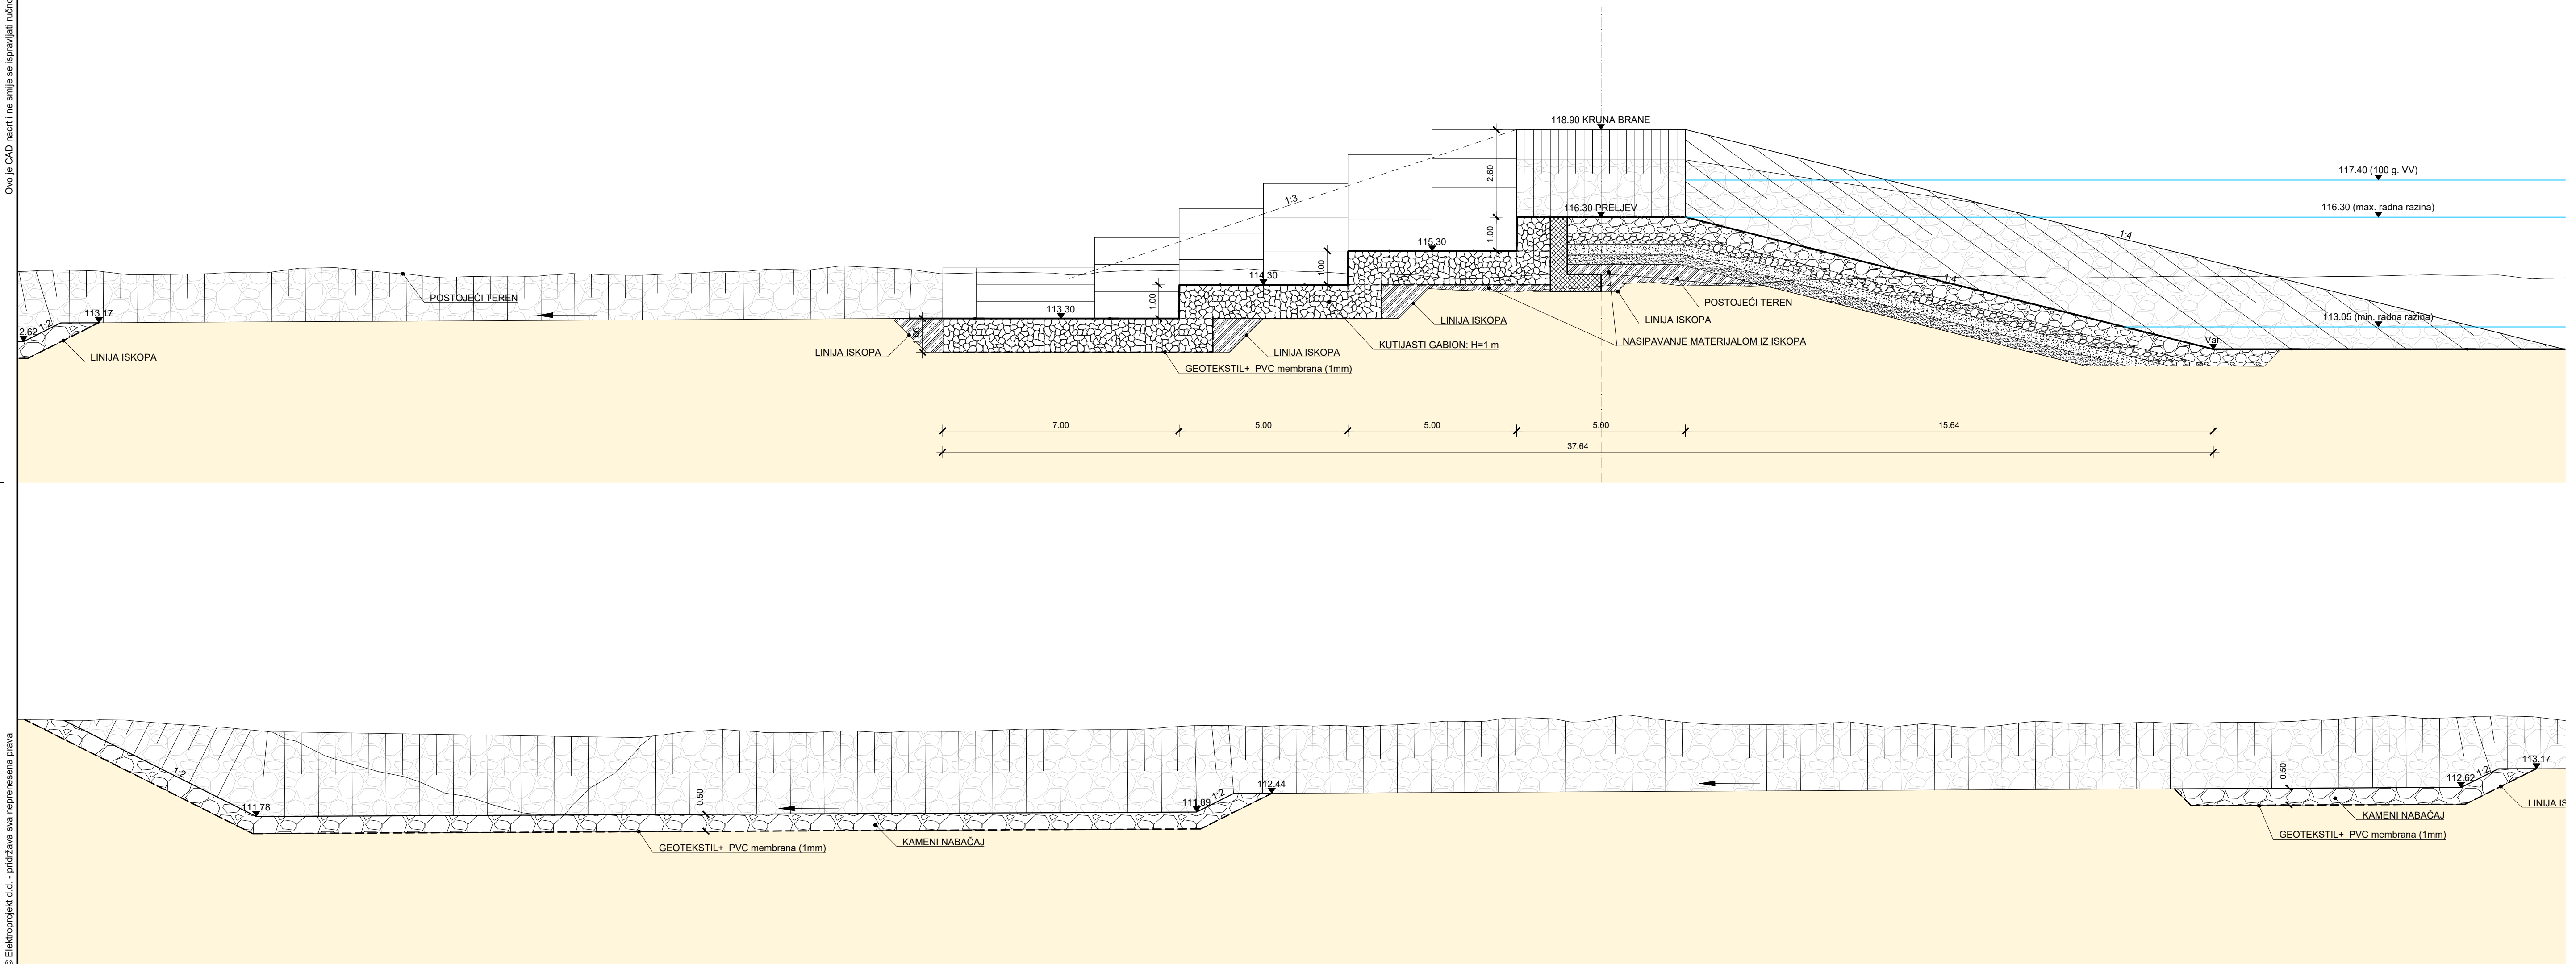 Ovo je CAD nacrt i ne smije se ispravljati ručno
118.90 KRUNA BRANE
117.40 (100 g. VV)
2.60
1:3
116.30 PRELJEV
116.30 (max. radna razina)
1:4
1.00
115.30
1.00
114.30
1:4
POSTOJEĆI TEREN
1.00
POSTOJEĆI TEREN
113.17
113.30
LINIJA ISKOPA
LINIJA ISKOPA
113.05 (min. radna razina)
2.62
1:2
NASIPAVANJE MATERIJALOM IZ ISKOPA
Var.
KUTIJASTI GABION: H=1 m
LINIJA ISKOPA
LINIJA ISKOPA
LINIJA ISKOPA
GEOTEKSTIL+ PVC membrana (1mm)
7.00
5.00
5.00
5.00
15.64
37.64
© Elektroprojekt d.d. - pridržava sva neprenesena prava
1:2
111.78
0.50
111.89
1:2
112.44
0.50
112.62
1:2
113.17
LINIJA IS
KAMENI NABAČAJ
GEOTEKSTIL+ PVC membrana (1mm)
KAMENI NABAČAJ
GEOTEKSTIL+ PVC membrana (1mm)